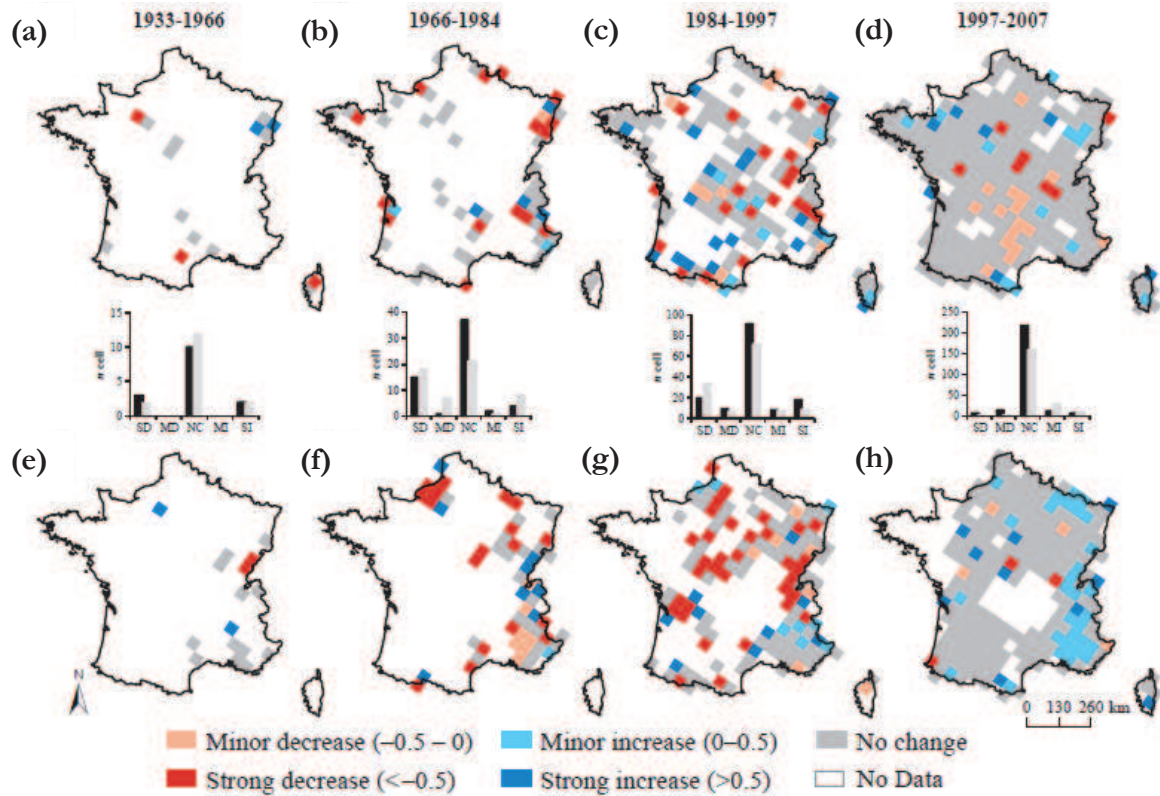 1933-1966 1966-1984 1984-1997 1997-2007
(a) (b) (c) (d)
15 40 100 250
10 30 80 200
5 20 60 150
0 10 40 100
0 20 50
0 0
n cell n cell n cell n cell
SD MD NC MI SI SD MD NC MI SI SD MD NC MI SI SD MD NC MI SI
(e) (f) (g) (h)
N
0 130 260 km
Minor decrease (–0.5 – 0) Minor increase (0–0.5) No change
Strong decrease (<–0.5) Strong increase (>0.5) No Data